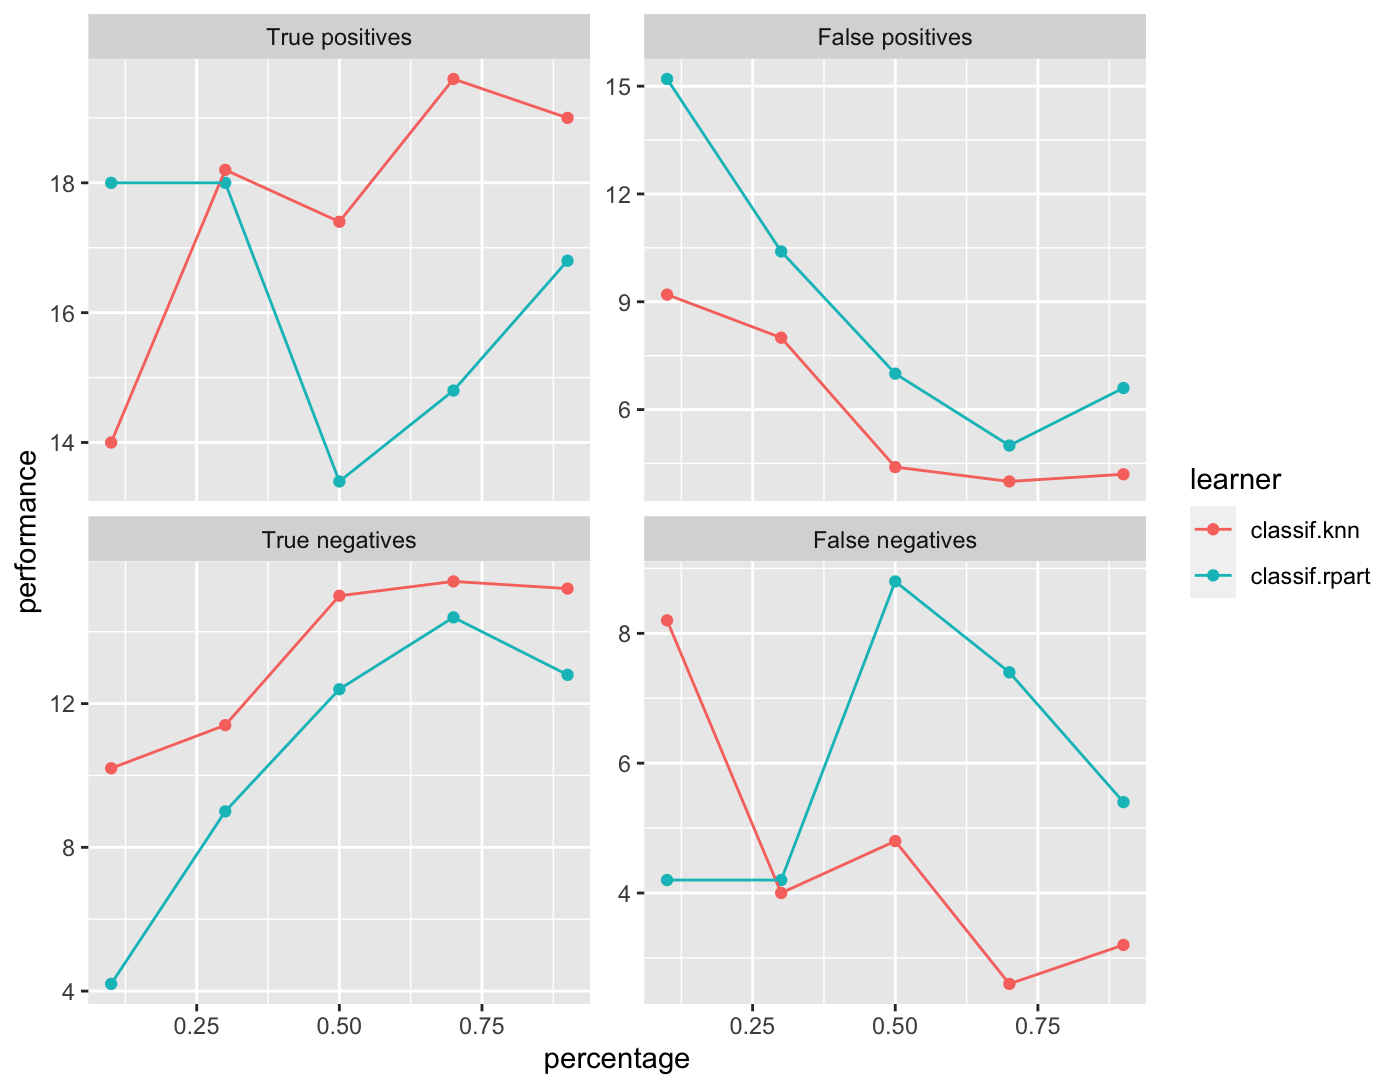 True positives
False positives
18
16
14
15
12
9
6
performance
True negatives
False negatives
12
8
4
8
6
4
0.25 0.50 0.75
0.25 0.50 0.75
percentage
learner
classif.knn
classif.rpart